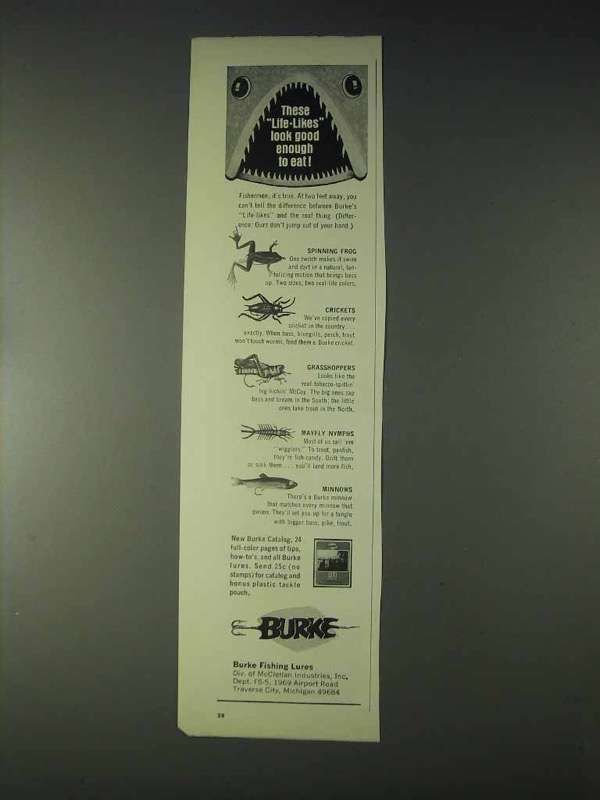 These
"Life-Likes"
look good
enough
to eat!
Fishermen, it's true. At two feet away, you
can't tell the difference between Burke's
"Life-likes" and the real thing. (Differ-
ence: Ours don't jump out of your hand.)
SPINNING FROG
One twitch makes it swim
and dart in a natural, tan-
talizing motion that brings bass
up. Two sizes, two real-life colors.
CRICKETS
We've copied every
cricket in the country
exactly. When bass, bluegills, perch, trout
won't touch worms, feed them a Burke cricket.
GRASSHOPPERS
Looks like the
real tobacco-spittin'
leg-kickin' McCoy. The big ones zap
bass and bream in the South; the little
ones take trout in the North.
MAYFLY NYMPHS
Most of us call 'em
"wigglers." To trout, panfish,
they're fish candy. Drift them
or sink them . . . you'll land more fish.
MINNOWS
There's a Burke minnow
that matches every minnow that
swims. They'll set you up for a tangle
with bigger bass, pike, trout.
New Burke Catalog, 24
full-color pages of tips,
how-to's, and all Burke
lures. Send 25c (no
stamps) for catalog and
bonus plastic tackle
pouch.
BURKE
Burke Fishing Lures
Div. of McClellan Industries, Inc.
Dept. FS-5, 1969 Airport Road
Traverse City, Michigan 49684